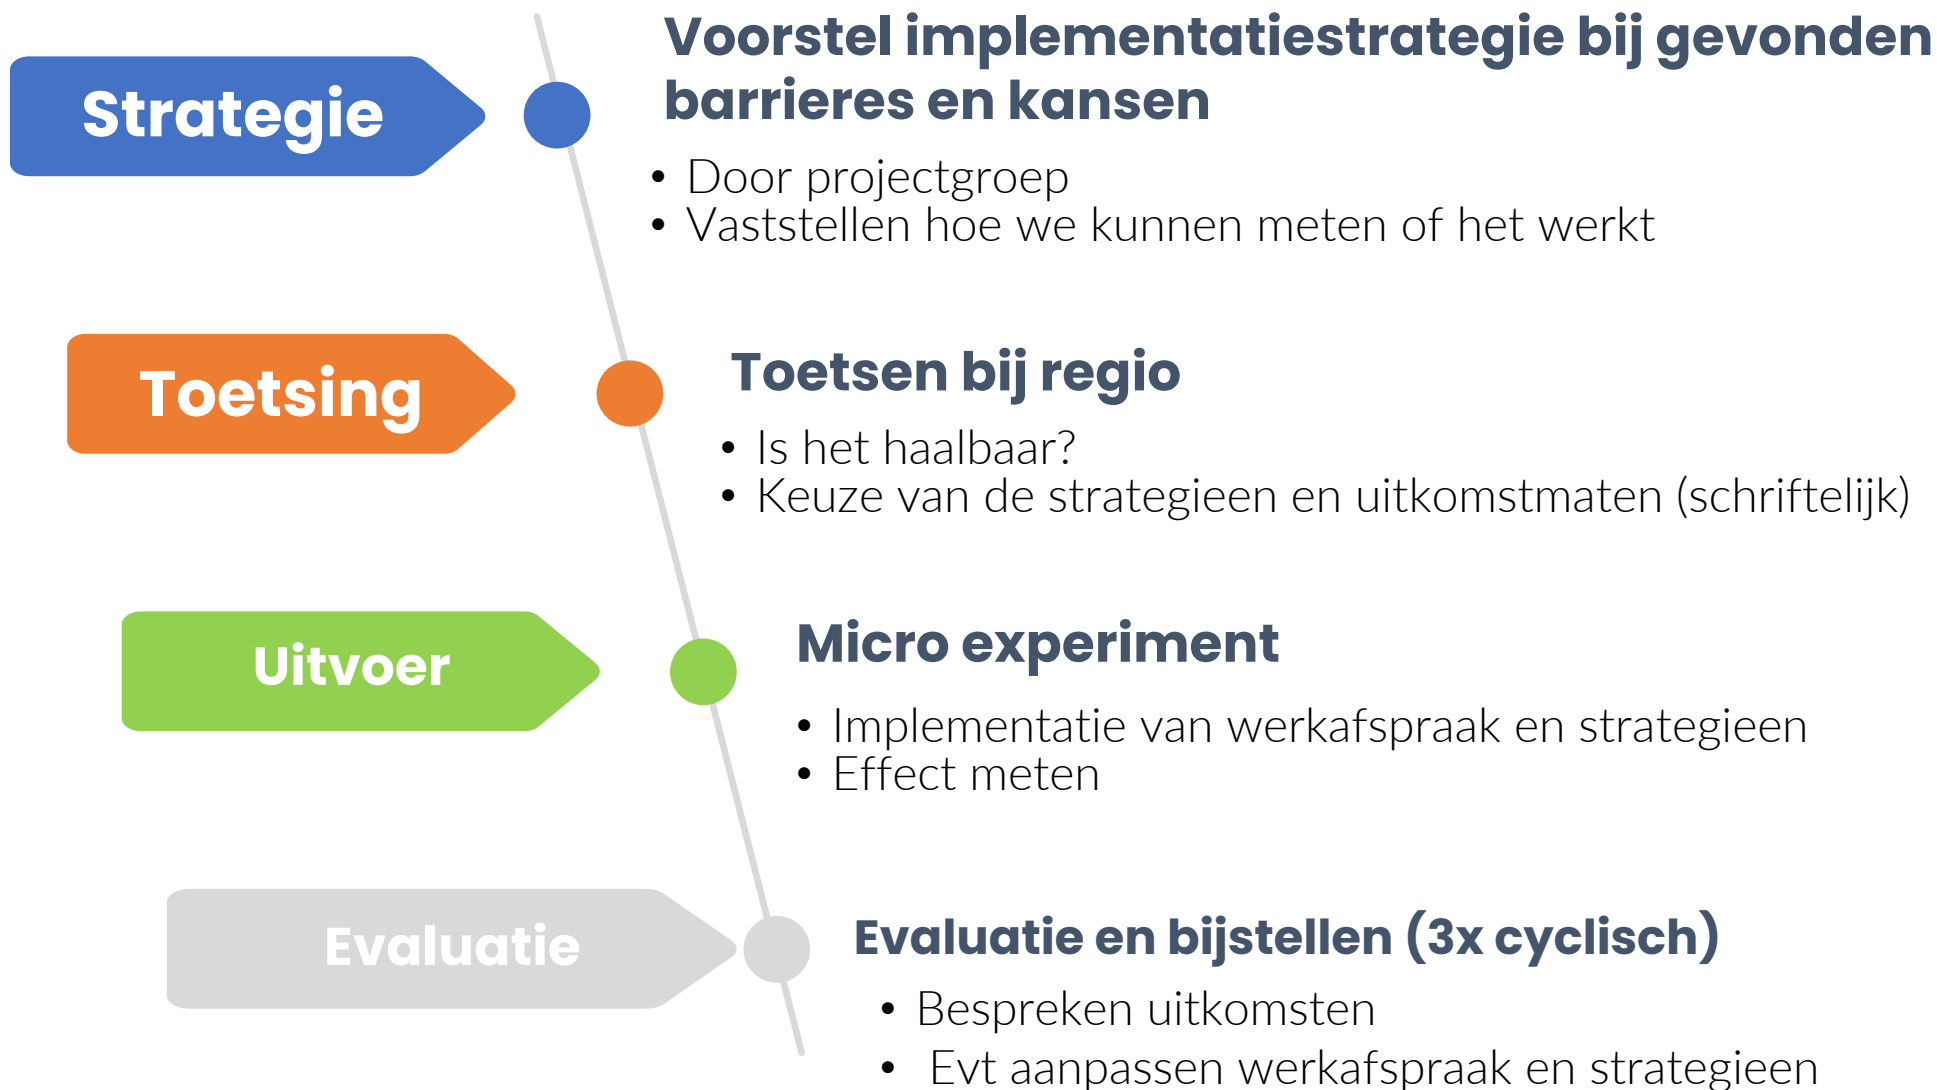 Strategie
Voorstel implementatiestrategie bij gevonden
barrieres en kansen
• Door projectgroep
• Vaststellen hoe we kunnen meten of het werkt
Toetsing
Toetsen bij regio
• Is het haalbaar?
• Keuze van de strategieen en uitkomstmaten (schriftelijk)
Uitvoer
Micro experiment
• Implementatie van werkafspraak en strategieen
• Effect meten
Evaluatie
Evaluatie en bijstellen (3x cyclisch)
• Bespreken uitkomsten
• Evt aanpassen werkafspraak en strategieen